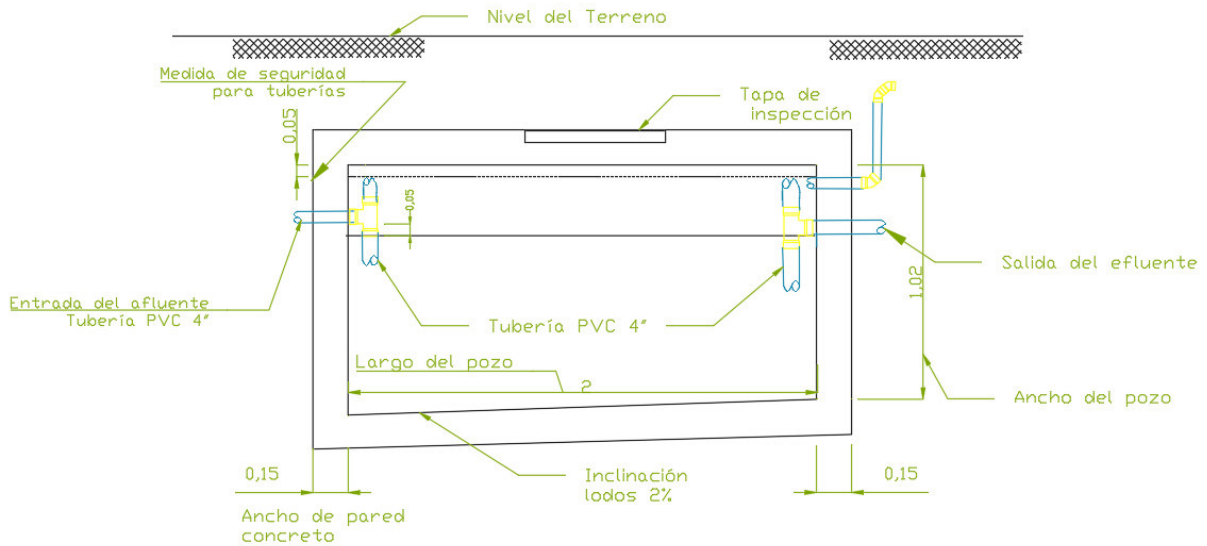 Nivel del Terreno
Medida de seguridad
para tuberías
Tapa de
inspección
0.05
0,05
Entrada del afluente
Tubería PVC 4"
Tubería PVC 4"
Salida del efluente
1,02
Largo del pozo
2
Ancho del pozo
0,15
Inclinación
lodos 2%
0,15
Ancho de pared
concreto